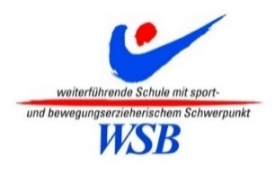 weiterführende Schule mit sport-
und bewegungserzieherischem Schwerpunkt
WSB